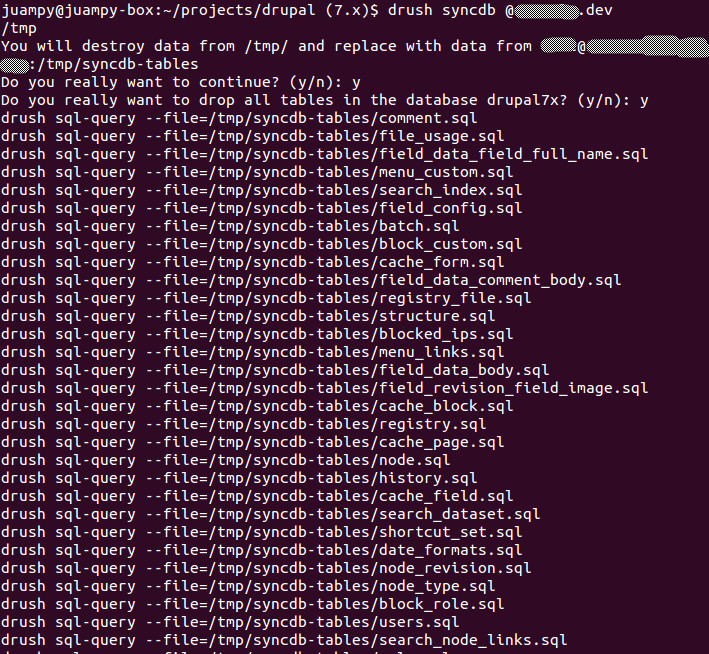 juampy@juampy-box:~/projects/drupal (7.x)$ drush syncdb @ .dev
/tmp
You will destroy data from /tmp/ and replace with data from @
:/tmp/syncdb-tables
Do you really want to continue? (y/n): y
Do you really want to drop all tables in the database drupal7x? (y/n): y
drush sql-query --file=/tmp/syncdb-tables/comment.sql
drush sql-query --file=/tmp/syncdb-tables/file_usage.sql
drush sql-query --file=/tmp/syncdb-tables/field_data_field_full_name.sql
drush sql-query --file=/tmp/syncdb-tables/menu_custom.sql
drush sql-query --file=/tmp/syncdb-tables/search_index.sql
drush sql-query --file=/tmp/syncdb-tables/field_config.sql
drush sql-query --file=/tmp/syncdb-tables/batch.sql
drush sql-query --file=/tmp/syncdb-tables/block_custom.sql
drush sql-query --file=/tmp/syncdb-tables/cache_form.sql
drush sql-query --file=/tmp/syncdb-tables/field_data_comment_body.sql
drush sql-query --file=/tmp/syncdb-tables/registry_file.sql
drush sql-query --file=/tmp/syncdb-tables/structure.sql
drush sql-query --file=/tmp/syncdb-tables/blocked_ips.sql
drush sql-query --file=/tmp/syncdb-tables/menu_links.sql
drush sql-query --file=/tmp/syncdb-tables/field_data_body.sql
drush sql-query --file=/tmp/syncdb-tables/field_revision_field_image.sql
drush sql-query --file=/tmp/syncdb-tables/cache_block.sql
drush sql-query --file=/tmp/syncdb-tables/registry.sql
drush sql-query --file=/tmp/syncdb-tables/cache_page.sql
drush sql-query --file=/tmp/syncdb-tables/node.sql
drush sql-query --file=/tmp/syncdb-tables/history.sql
drush sql-query --file=/tmp/syncdb-tables/cache_field.sql
drush sql-query --file=/tmp/syncdb-tables/search_dataset.sql
drush sql-query --file=/tmp/syncdb-tables/shortcut_set.sql
drush sql-query --file=/tmp/syncdb-tables/date_formats.sql
drush sql-query --file=/tmp/syncdb-tables/node_revision.sql
drush sql-query --file=/tmp/syncdb-tables/node_type.sql
drush sql-query --file=/tmp/syncdb-tables/block_role.sql
drush sql-query --file=/tmp/syncdb-tables/users.sql
drush sql-query --file=/tmp/syncdb-tables/search_node_links.sql